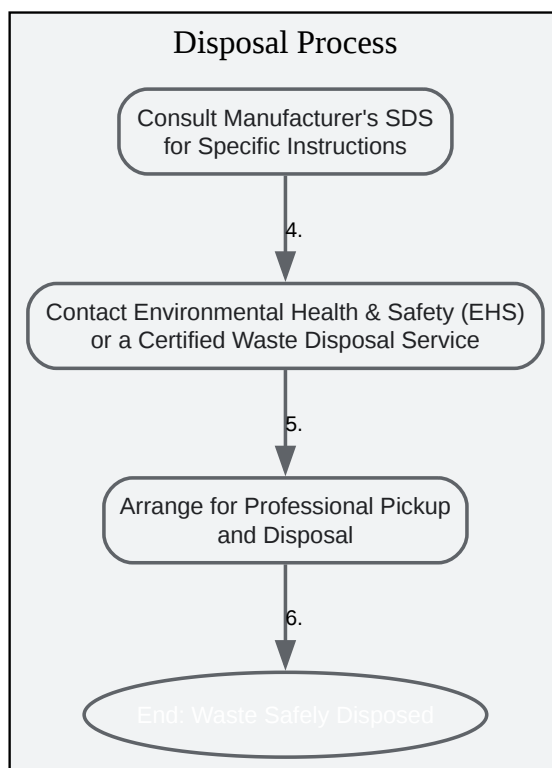 Disposal Process
Consult Manufacturer's SDS
for Specific Instructions
4.
Contact Environmental Health & Safety (EHS)
or a Certified Waste Disposal Service
5.
Arrange for Professional Pickup
and Disposal
6.
End: Waste Safely Disposed